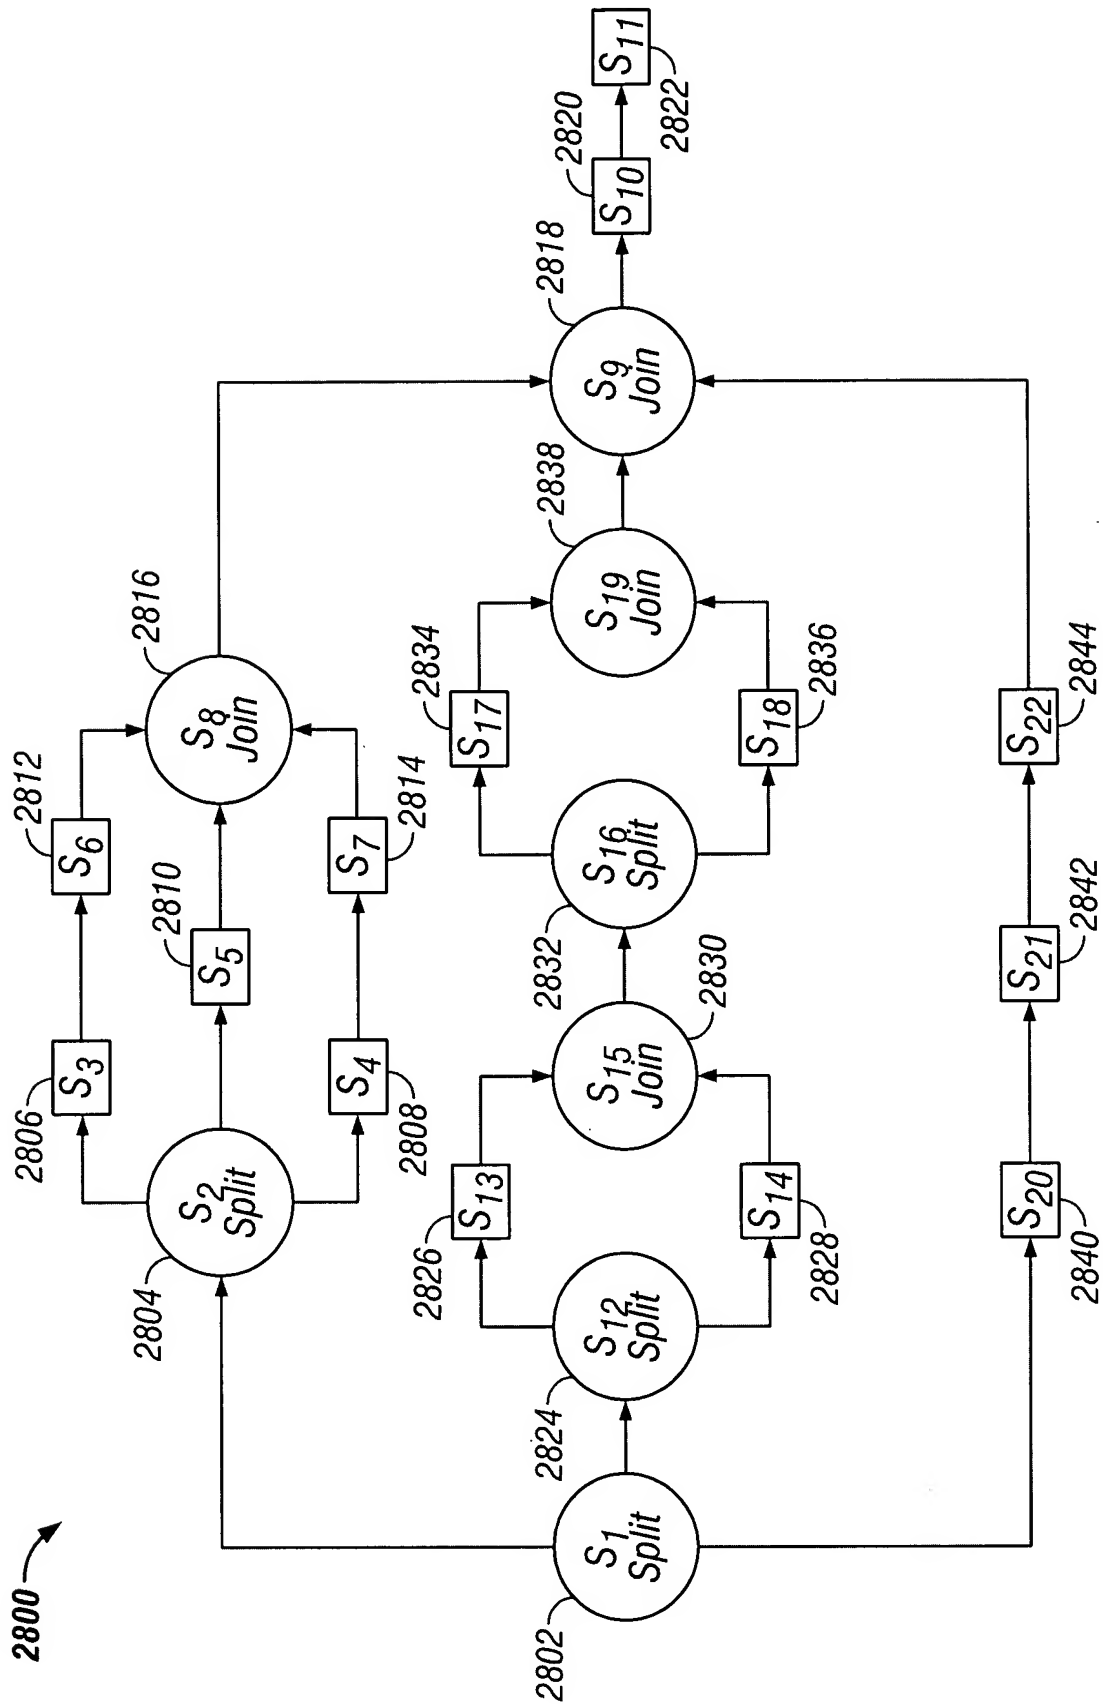 2800
2802
S1
Split
2804
S2
Split
2806
S3
2808
S4
2810
S5
2812
S6
2814
S7
2816
S8
Join
2824
S12
Split
2826
S13
2828
S14
2830
S15
Join
2832
S16
Split
2834
S17
2836
S18
2838
S19
Join
2818
S9
Join
2820
S10
2822
S11
2840
S20
2842
S21
2844
S22